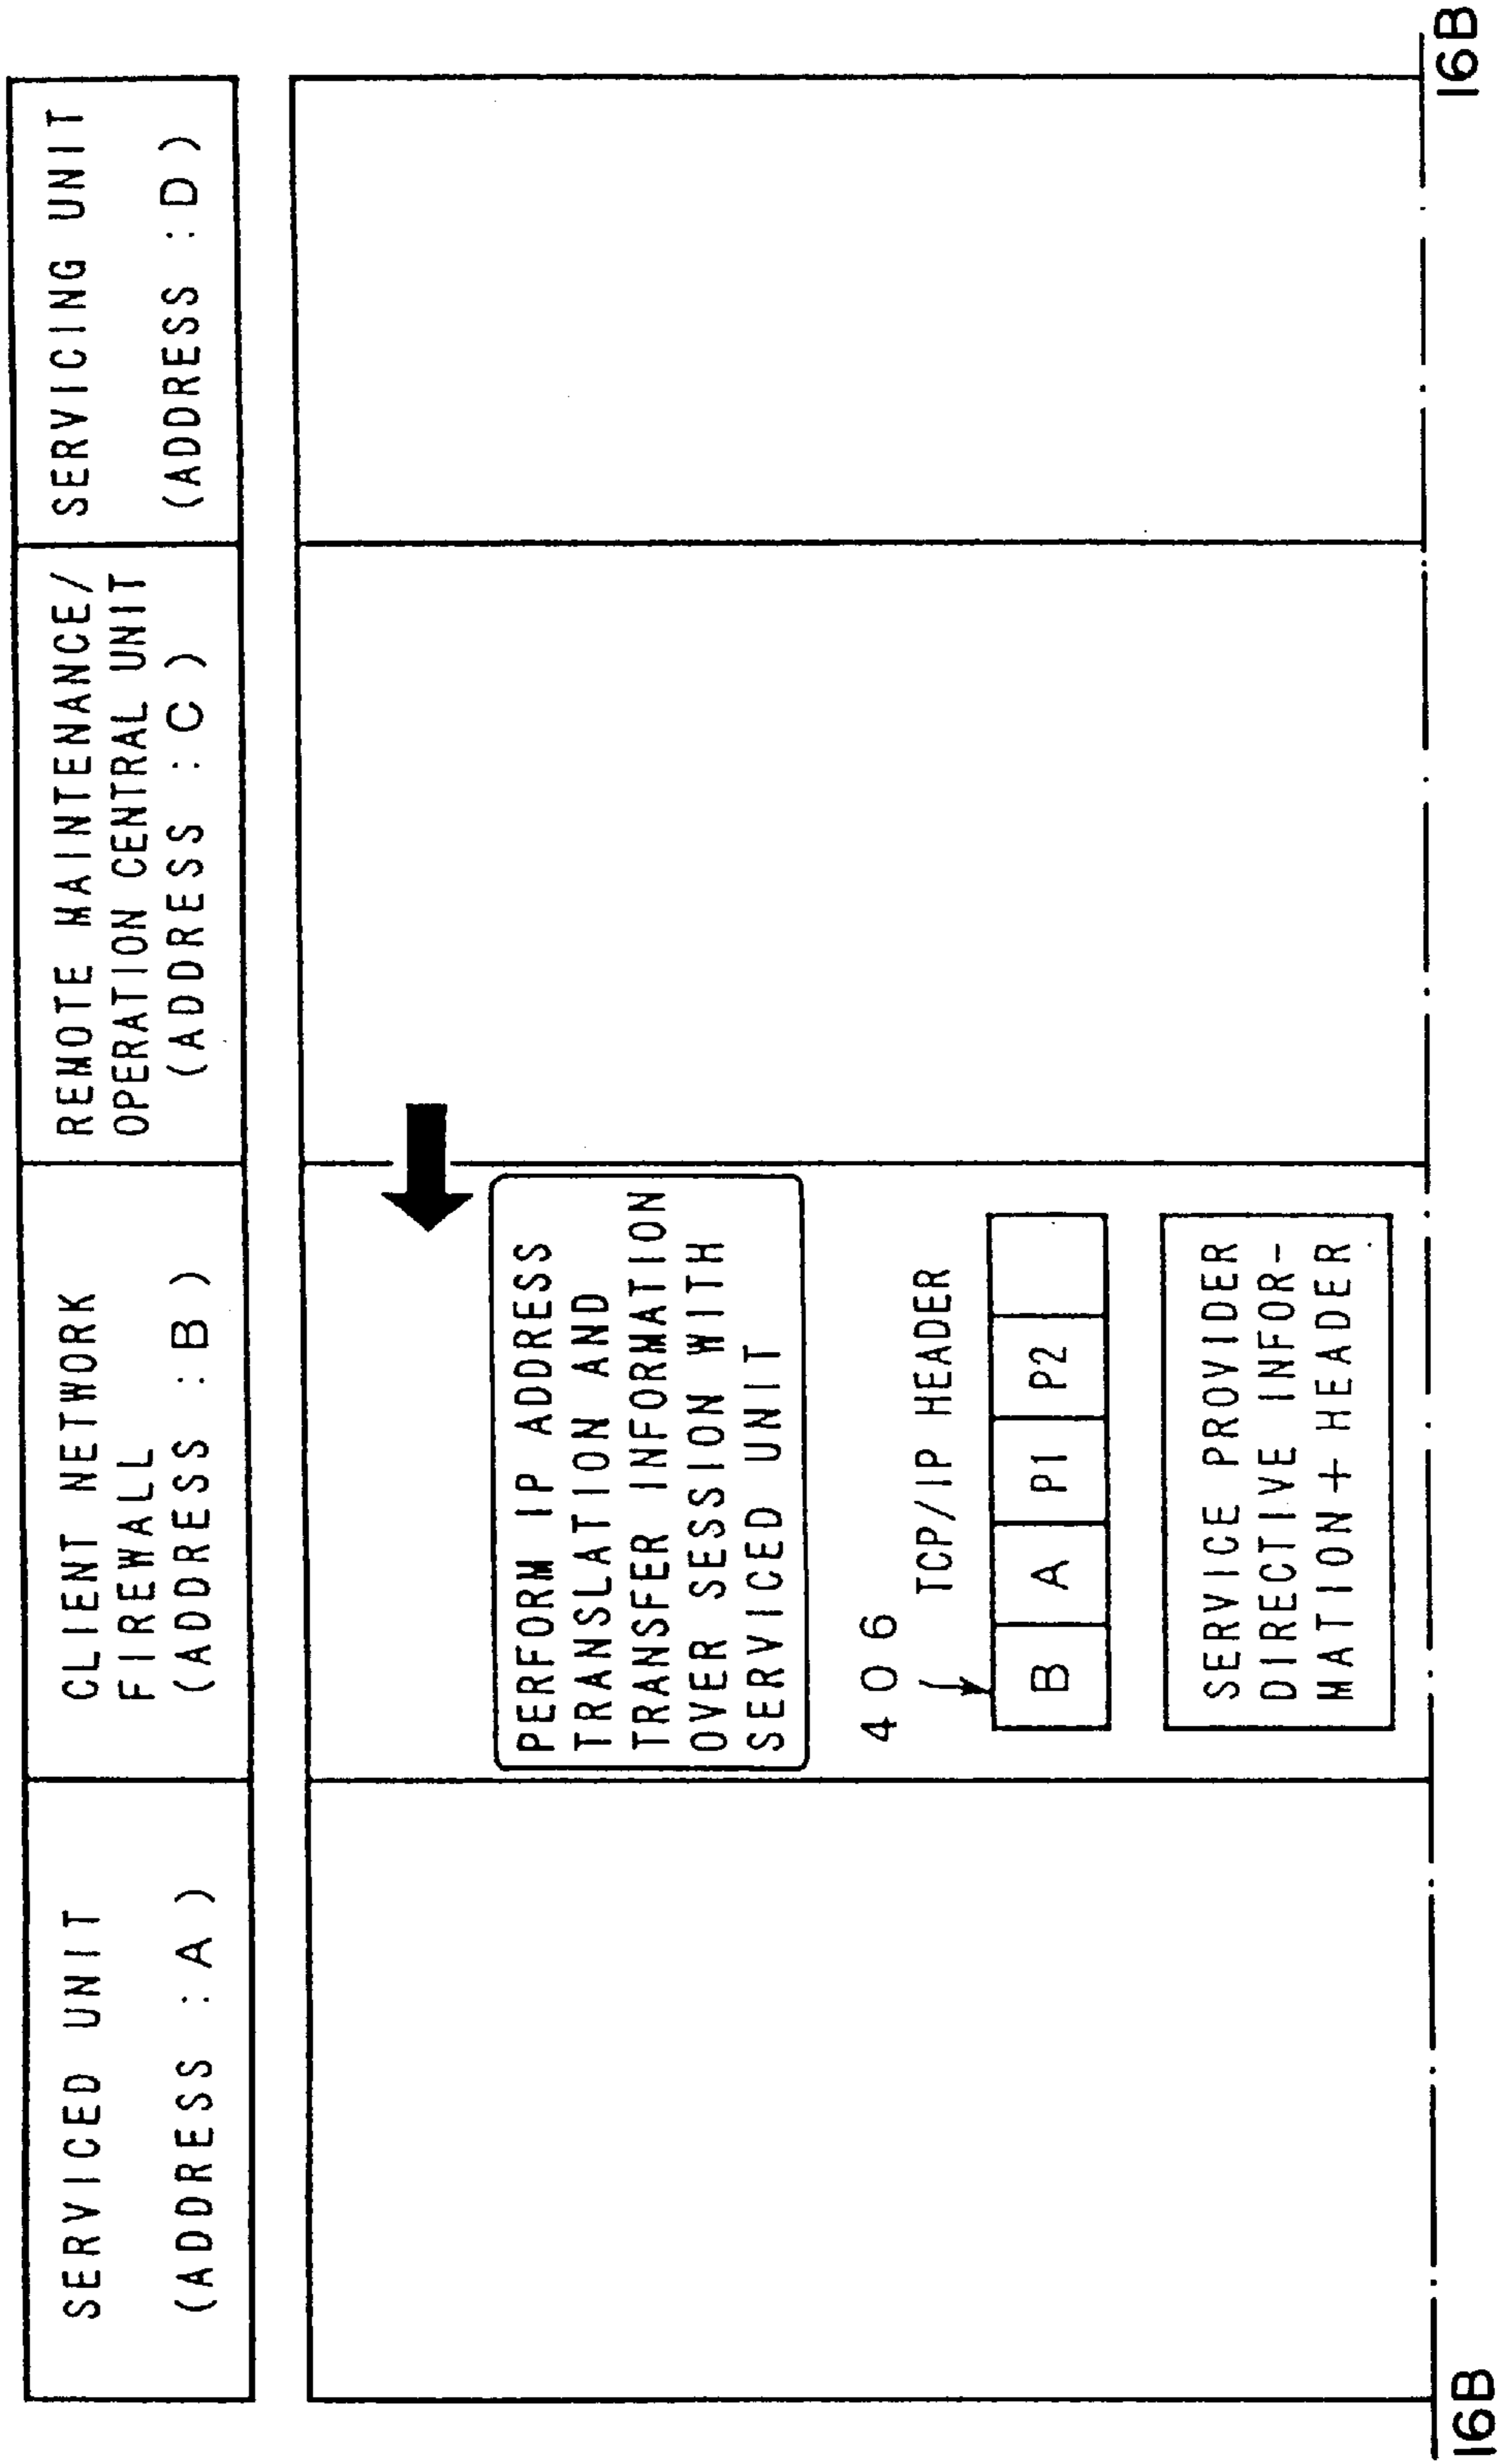 SERVICED UNIT
(ADDRESS : A)
CLIENT NETWORK
FIREWALL
(ADDRESS : B)
REMOTE MAINTENANCE/
OPERATION CENTRAL UNIT
(ADDRESS : C)
SERVICING UNIT
(ADDRESS : D)
PERFORM IP ADDRESS
TRANSLATION AND
TRANSFER INFORMATION
OVER SESSION WITH
SERVICED UNIT
406
TCP/IP HEADER
B A P1 P2
SERVICE PROVIDER
DIRECTIVE INFOR-
MATION + HEADER
16B
16B